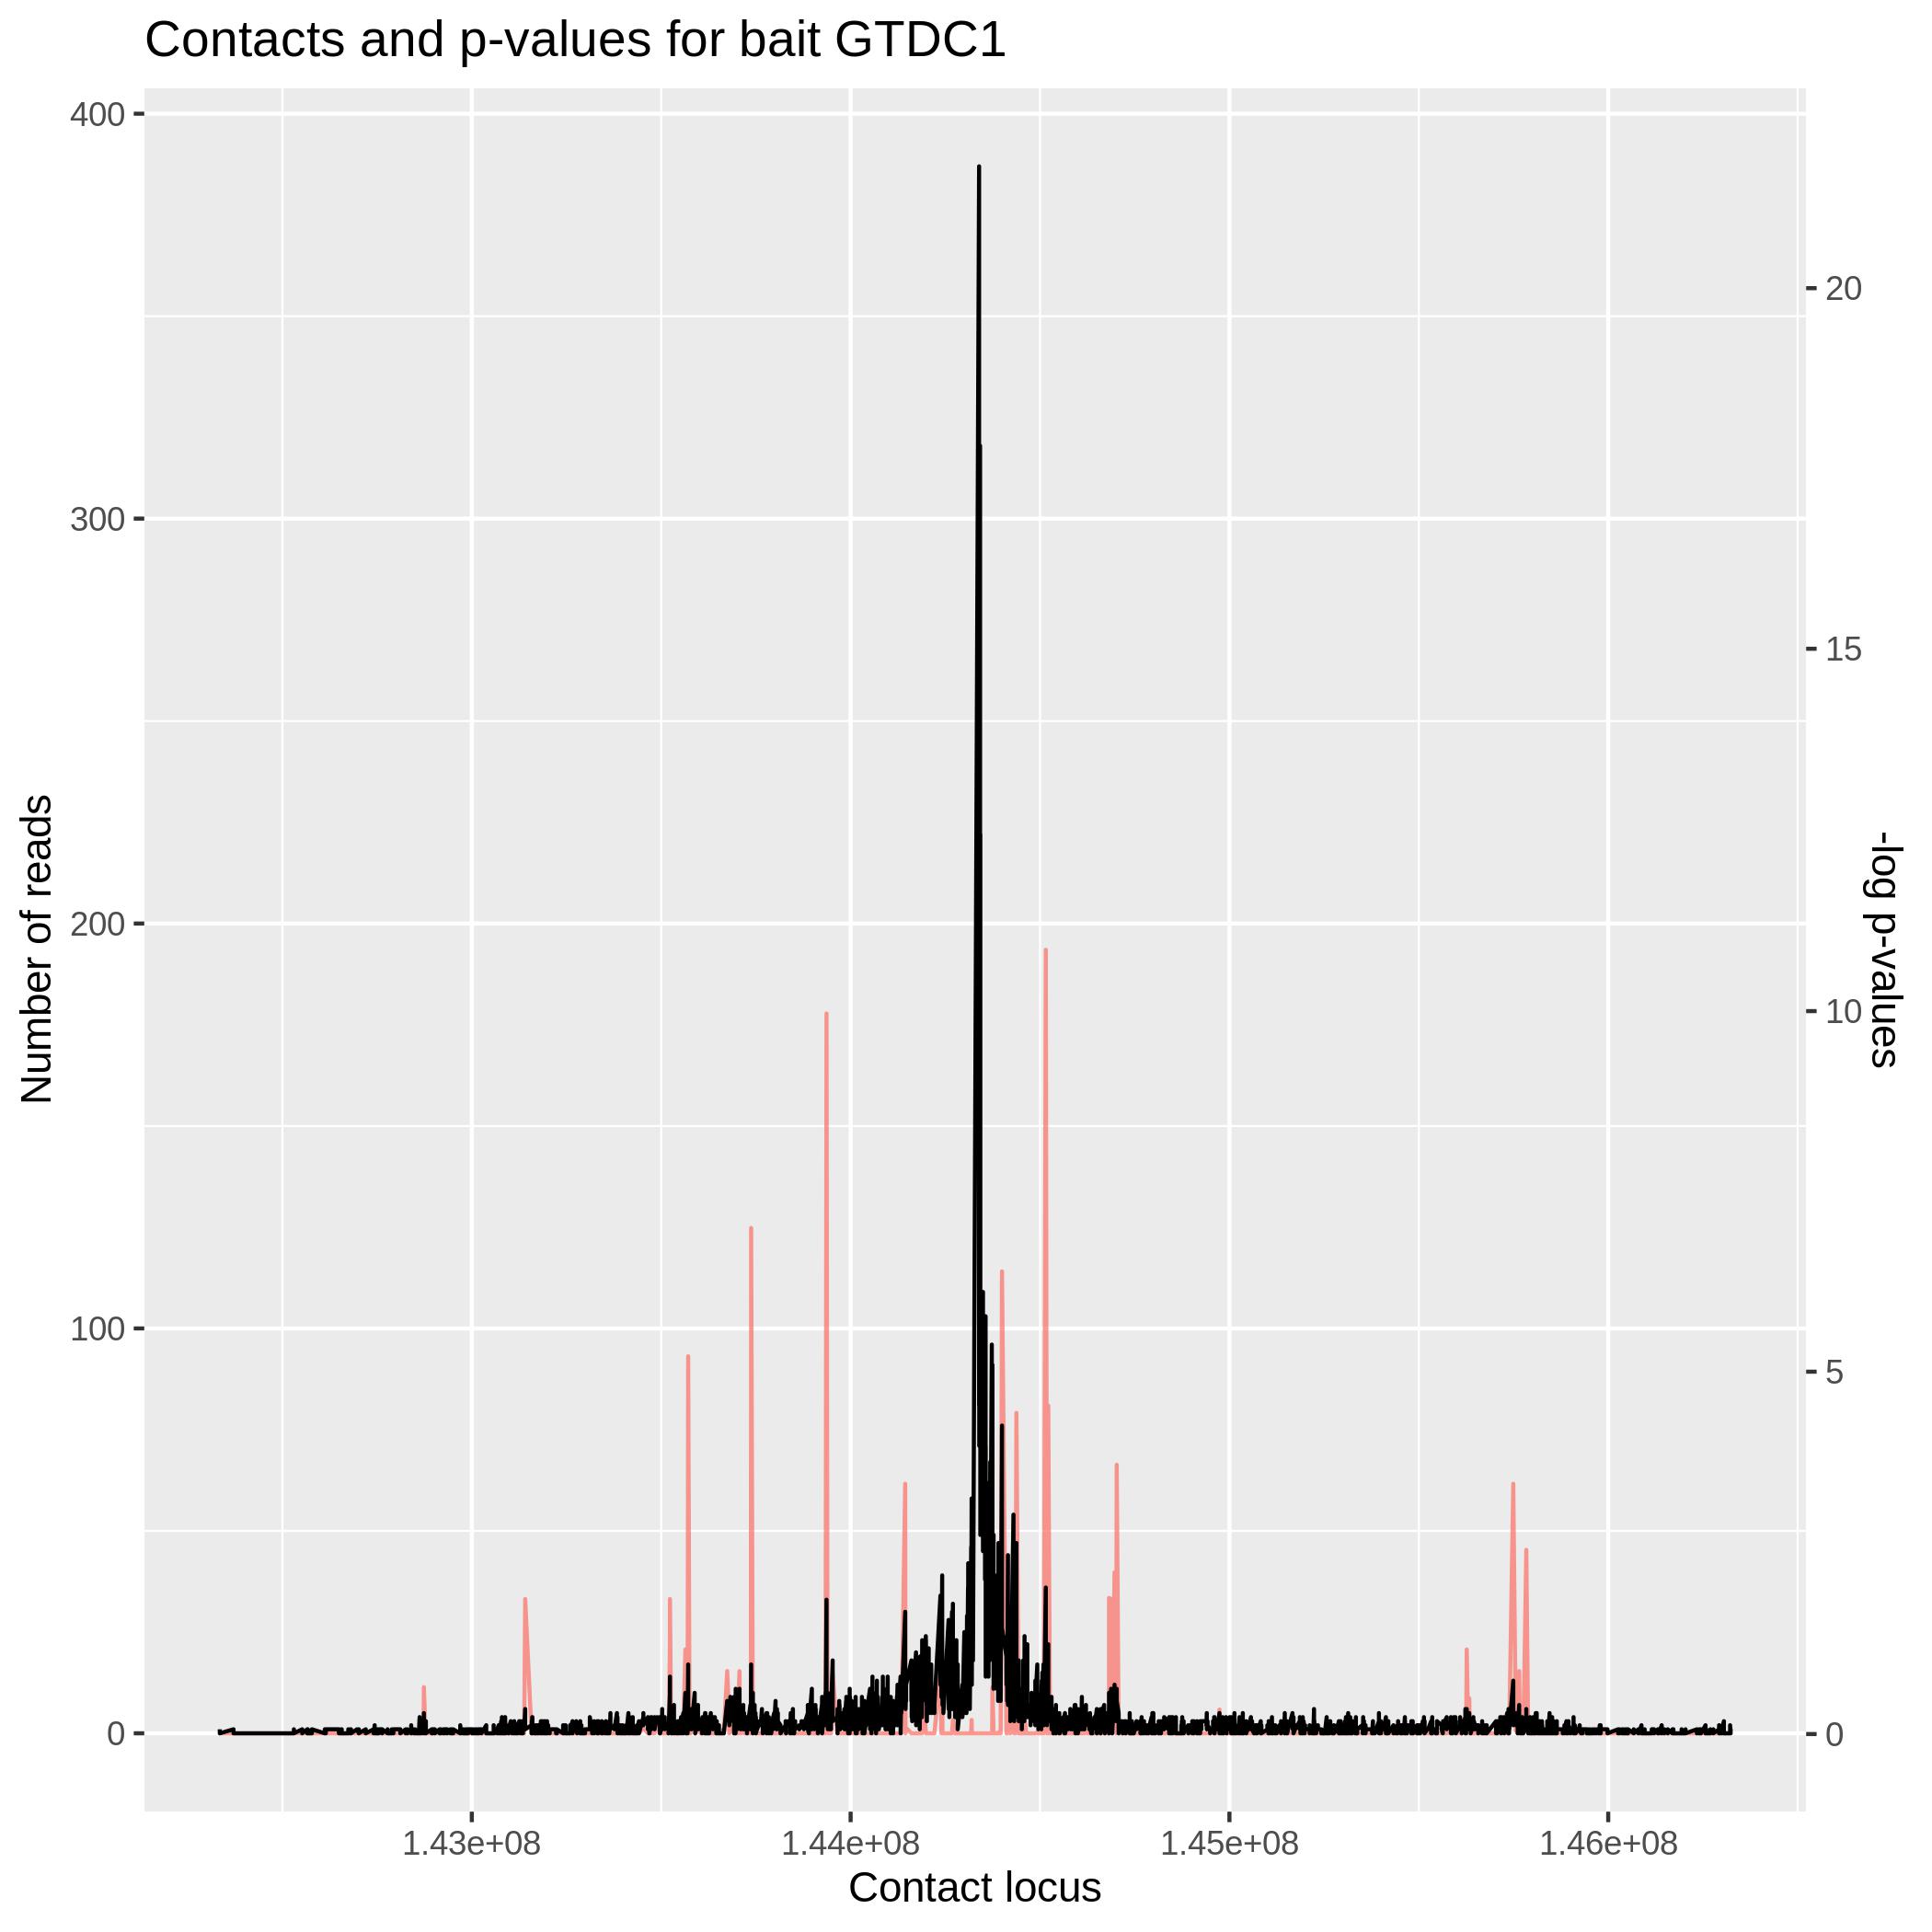 Contacts and p-values for bait GTDC1
400
300
200
100
0
Number of reads
20
15
10
5
0
-log p-values
1.43e+08
1.44e+08
1.45e+08
1.46e+08
Contact locus